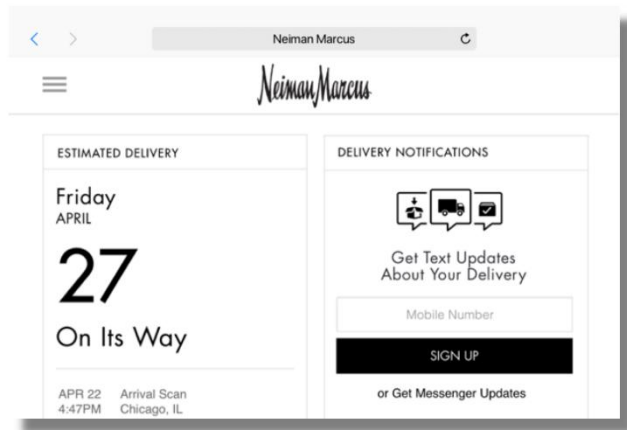 Neiman Marcus
Neiman Marcus
ESTIMATED DELIVERY
Friday
APRIL
27
On Its Way
APR 22 Arrival Scan
4:47PM Chicago, IL
DELIVERY NOTIFICATIONS
Get Text Updates
About Your Delivery
Mobile Number
SIGN UP
or Get Messenger Updates